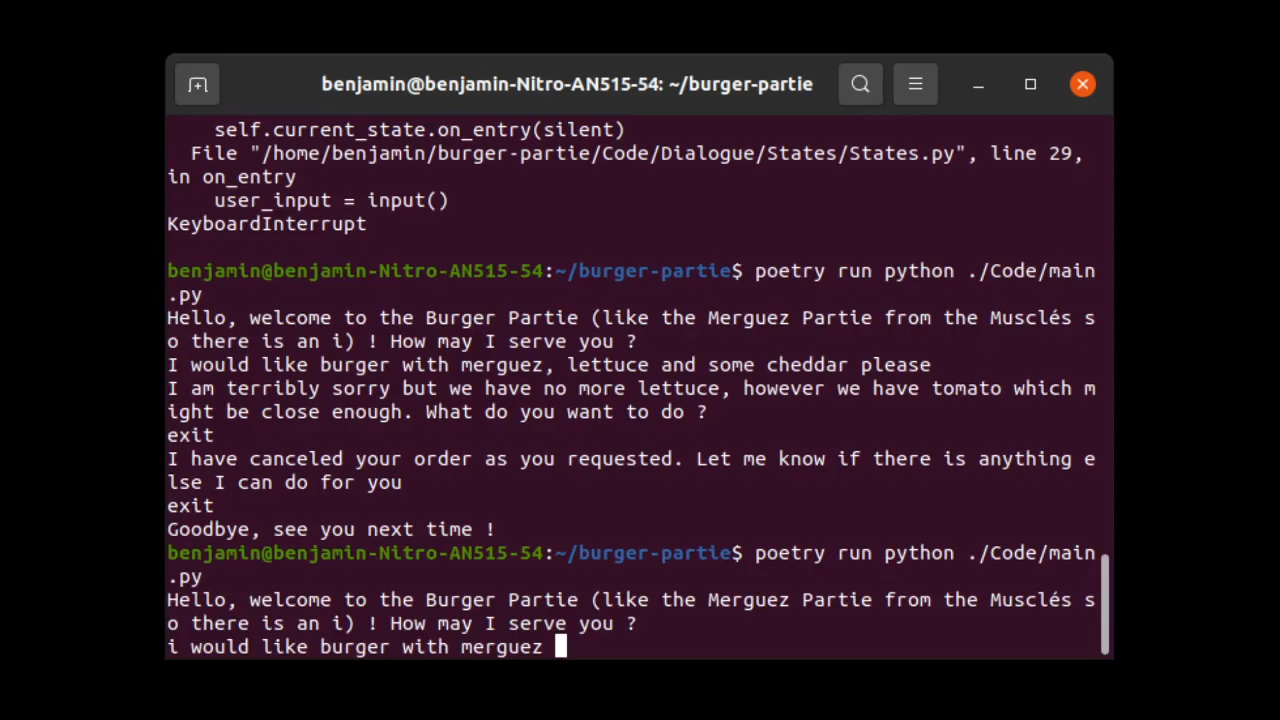 benjamin@benjamin-Nitro-AN515-54: ~/burger-partie
self.current_state.on_entry(silent)
File "/home/benjamin/burger-partie/Code/Dialogue/States/States.py", line 29,
in on_entry
user_input = input()
KeyboardInterrupt
benjamin@benjamin-Nitro-AN515-54:~/burger-partie$ poetry run python ./Code/main
.py
Hello, welcome to the Burger Partie (like the Merguez Partie from the Musclés s
o there is an i) ! How may I serve you ?
I would like burger with merguez, lettuce and some cheddar please
I am terribly sorry but we have no more lettuce, however we have tomato which m
ight be close enough. What do you want to do ?
exit
I have canceled your order as you requested. Let me know if there is anything e
lse I can do for you
exit
Goodbye, see you next time !
benjamin@benjamin-Nitro-AN515-54:~/burger-partie$ poetry run python ./Code/main
.py
Hello, welcome to the Burger Partie (like the Merguez Partie from the Musclés s
o there is an i) ! How may I serve you ?
i would like burger with merguez